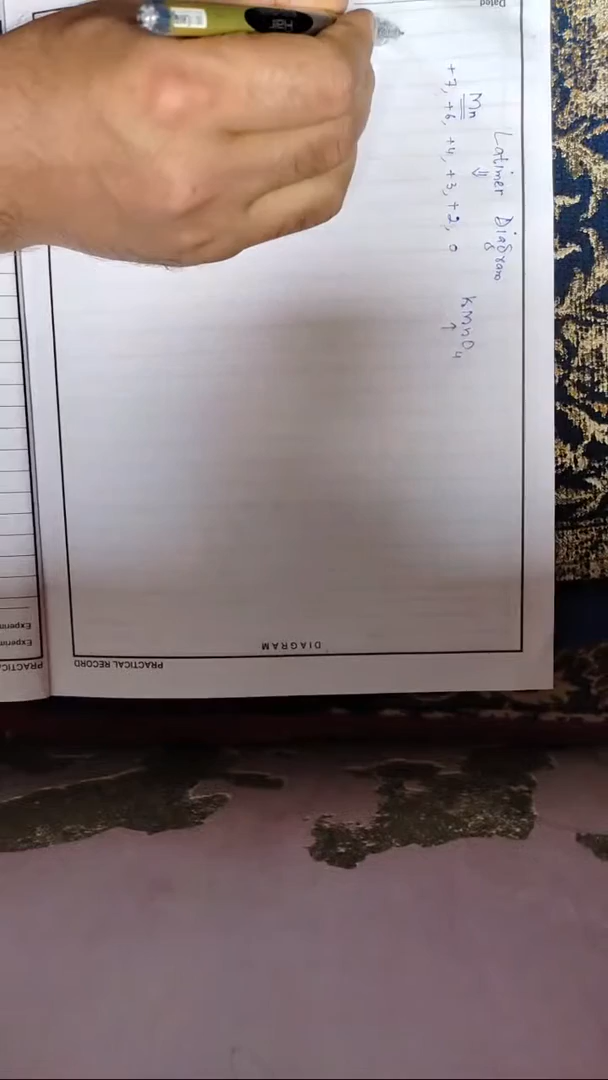 Dated
Latimer Diagram
⇓
Mn
KMnO4
↑
+7, +6, +4, +3, +2, 0
DIAGRAM
PRACTICAL RECORD